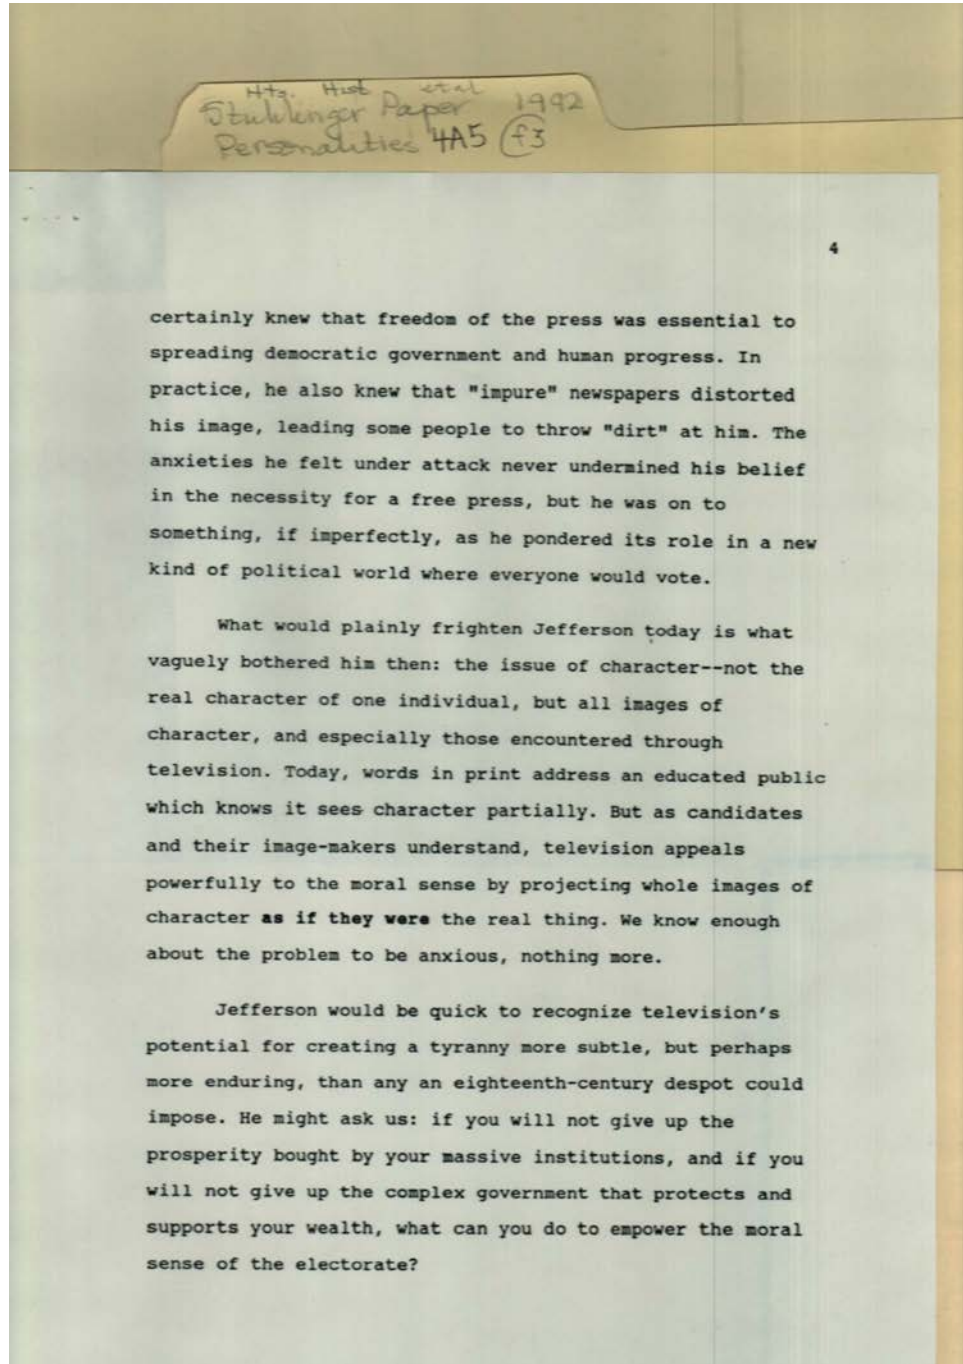 Hts. Hist et al
Stuhlinger Paper 1992
Personalities 4A5 f3
4
certainly knew that freedom of the press was essential to
spreading democratic government and human progress. In
practice, he also knew that "impure" newspapers distorted
his image, leading some people to throw "dirt" at him. The
anxieties he felt under attack never undermined his belief
in the necessity for a free press, but he was on to
something, if imperfectly, as he pondered its role in a new
kind of political world where everyone would vote.
What would plainly frighten Jefferson today is what
vaguely bothered him then: the issue of character--not the
real character of one individual, but all images of
character, and especially those encountered through
television. Today, words in print address an educated public
which knows it sees character partially. But as candidates
and their image-makers understand, television appeals
powerfully to the moral sense by projecting whole images of
character as if they were the real thing. We know enough
about the problem to be anxious, nothing more.
Jefferson would be quick to recognize television's
potential for creating a tyranny more subtle, but perhaps
more enduring, than any an eighteenth-century despot could
impose. He might ask us: if you will not give up the
prosperity bought by your massive institutions, and if you
will not give up the complex government that protects and
supports your wealth, what can you do to empower the moral
sense of the electorate?